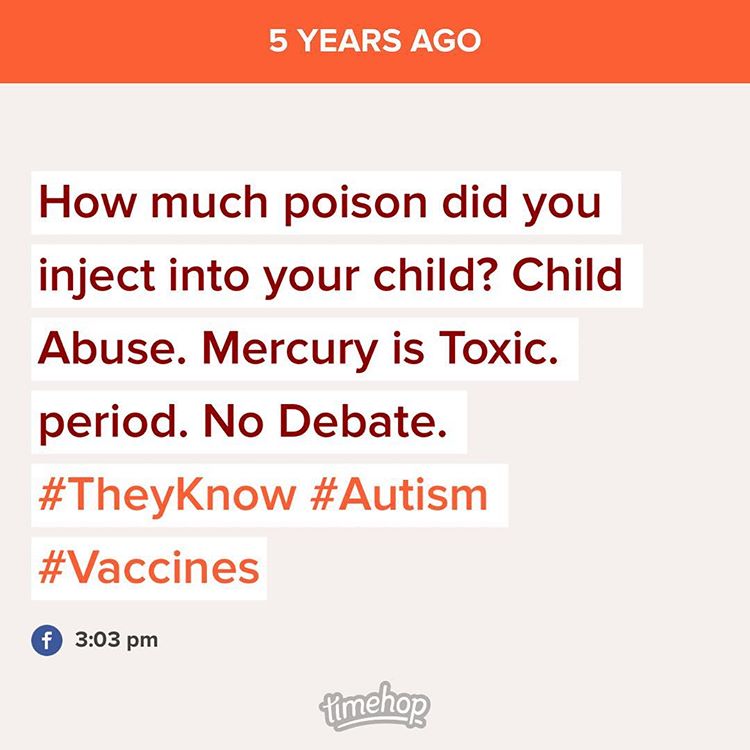 5 YEARS AGO
How much poison did you
inject into your child? Child
Abuse. Mercury is Toxic.
period. No Debate.
#TheyKnow #Autism
#Vaccines
f 3:03 pm
timehop